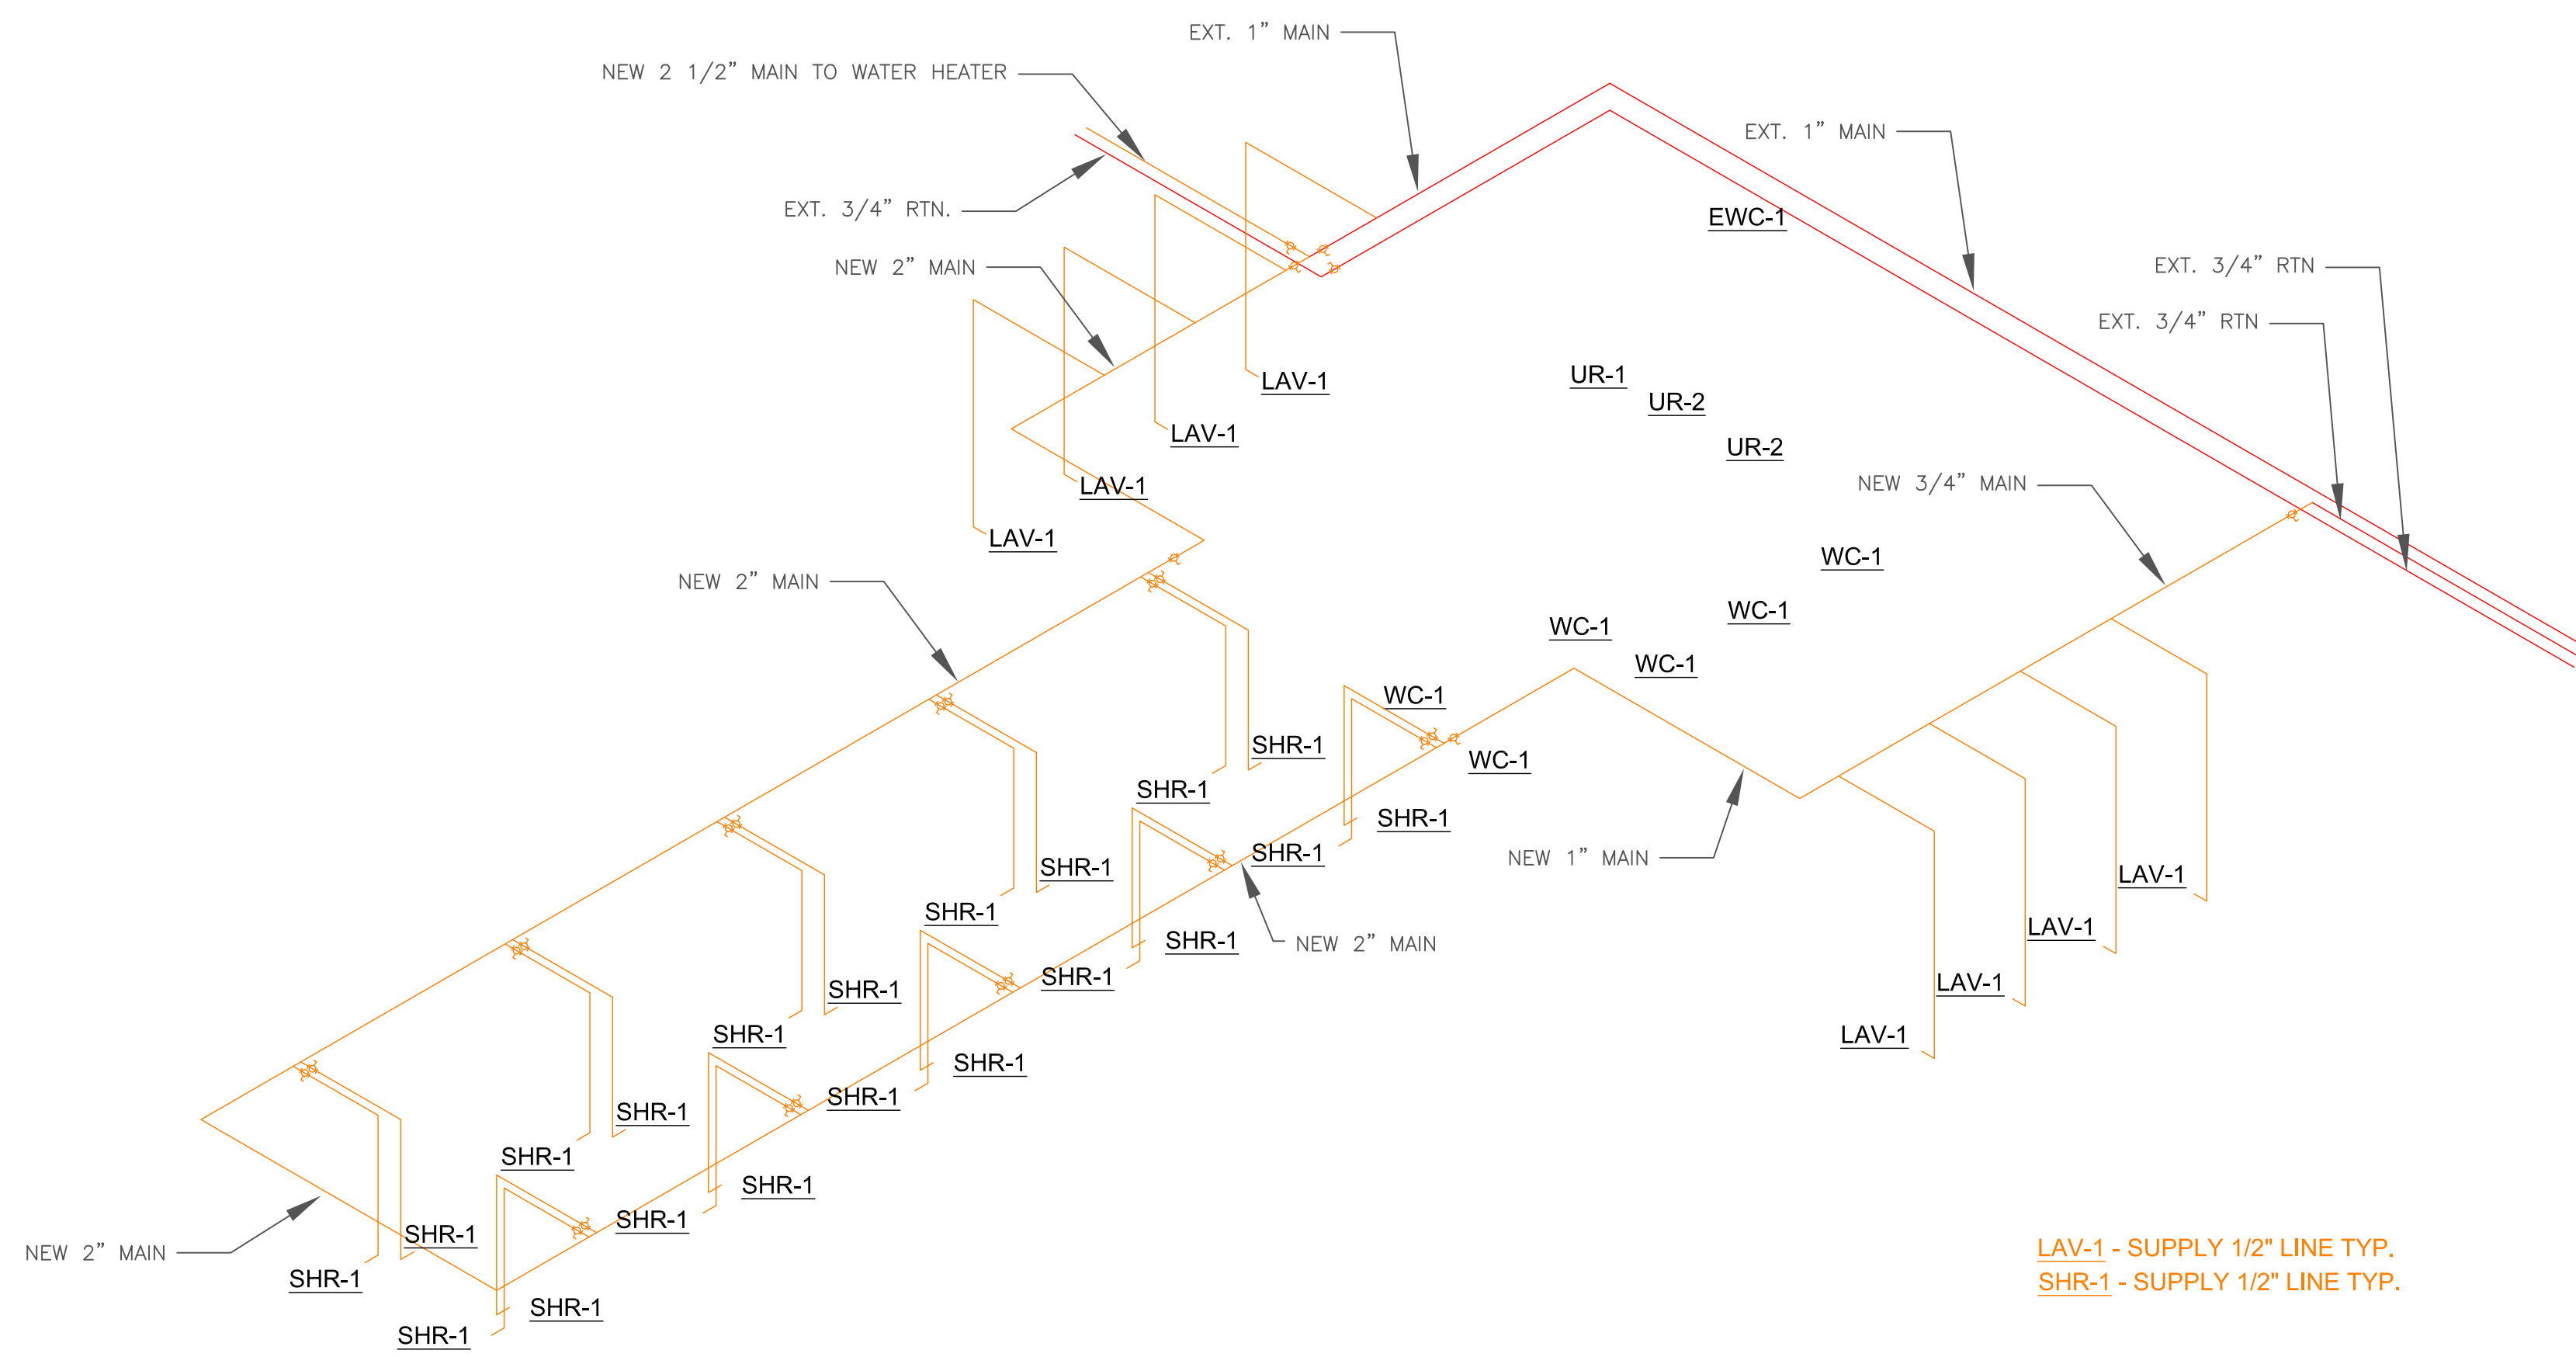 EXT. 1” MAIN
NEW 2 1/2” MAIN TO WATER HEATER
EXT. 1” MAIN
EXT. 3/4” RTN.
EWC-1
NEW 2” MAIN
EXT. 3/4” RTN
EXT. 3/4” RTN
LAV-1
UR-1
UR-2
LAV-1
UR-2
LAV-1
NEW 3/4” MAIN
LAV-1
WC-1
NEW 2” MAIN
WC-1
WC-1
WC-1
WC-1
SHR-1
WC-1
SHR-1
SHR-1
SHR-1
NEW 1” MAIN
SHR-1
LAV-1
SHR-1
LAV-1
SHR-1
NEW 2” MAIN
SHR-1
LAV-1
SHR-1
SHR-1
LAV-1
SHR-1
SHR-1
SHR-1
SHR-1
SHR-1
SHR-1
SHR-1
NEW 2” MAIN
LAV-1 - SUPPLY 1/2" LINE TYP.
SHR-1
SHR-1 - SUPPLY 1/2" LINE TYP.
SHR-1
SHR-1